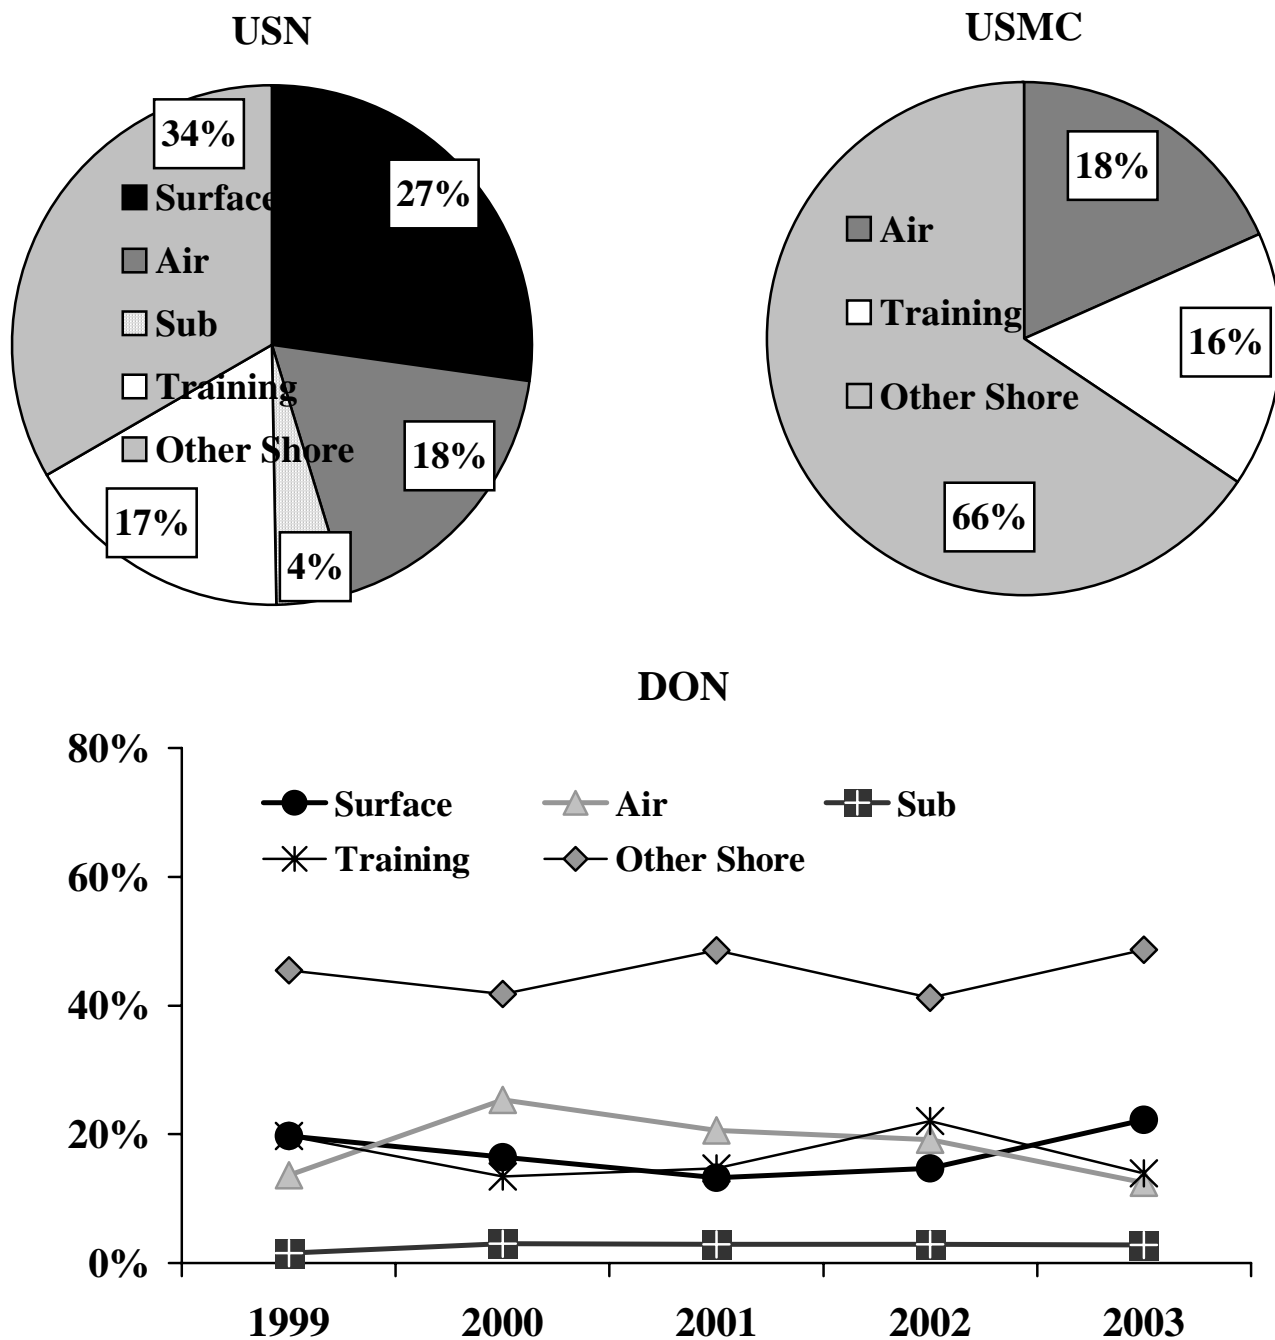 USN
34%
27%
Surface
Air
Sub
Training
Other Shore
18%
17%
4%
USMC
18%
Air
Training
16%
Other Shore
66%
DON
80%
Surface Air Sub
Training Other Shore
60%
40%
20%
0%
1999 2000 2001 2002 2003